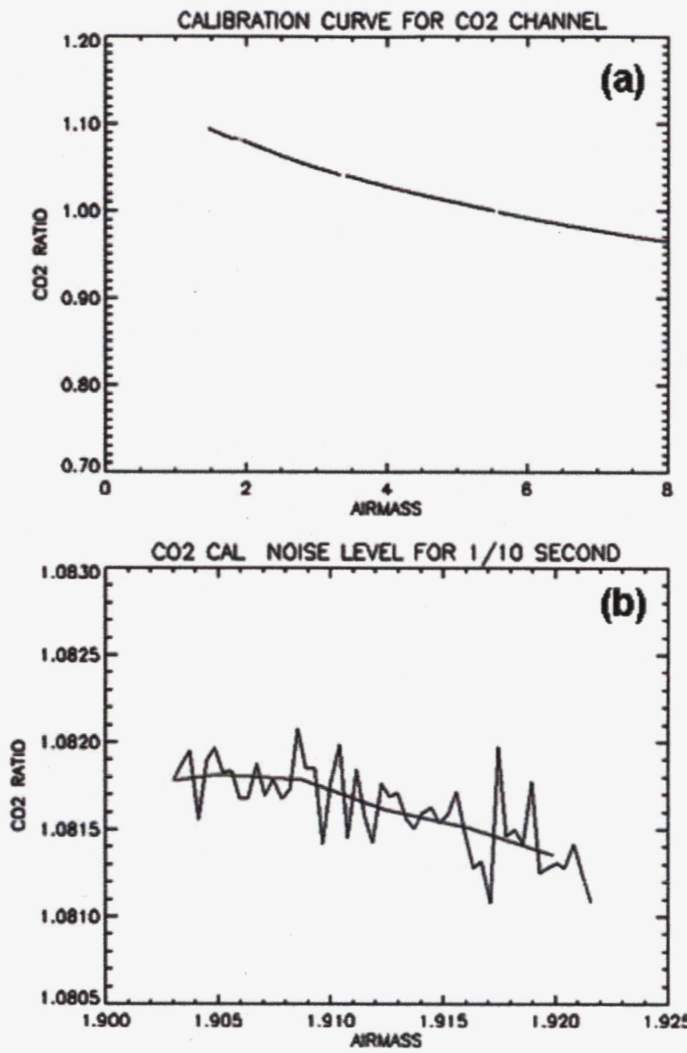 CALIBRATION CURVE FOR CO2 CHANNEL
(a)
1.20
1.10
1.00
0.90
0.80
0.70
CO2 RATIO
0 2 4 6 8
AIRMASS
CO2 CAL NOISE LEVEL FOR 1/10 SECOND
(b)
1.0830
1.0825
1.0820
1.0815
1.0810
1.0805
CO2 RATIO
1.900 1.905 1.910 1.915 1.920 1.925
AIRMASS